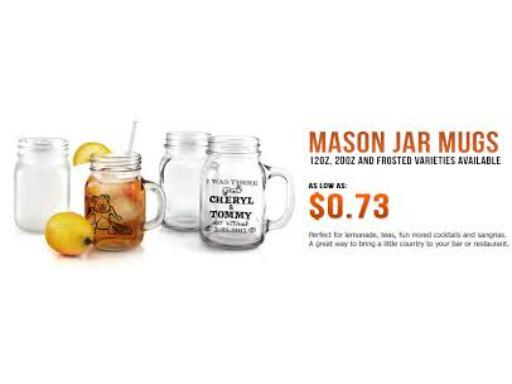 I WAS THERE
CHERYL
&
TOMMY
MASON JAR MUGS
12OZ, 20OZ AND FROSTED VARIETIES AVAILABLE
AS LOW AS:
$0.73
Perfect for lemonade, teas, fun mixed cocktails and sangrias.
A great way to bring a little country to your bar or restaurant.